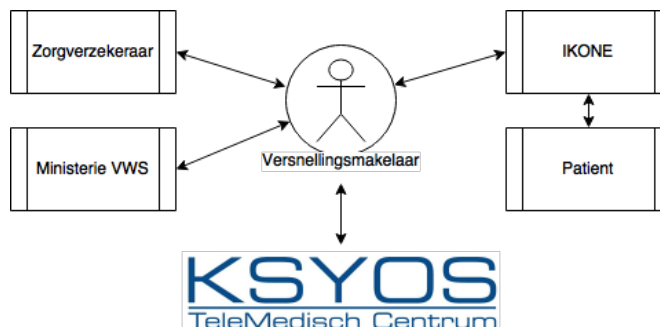 Zorgverzekeraar
IKONE
Ministerie VWS
Versnellingsmakelaar
Patient
KSYOS
TeleMedisch Centrum